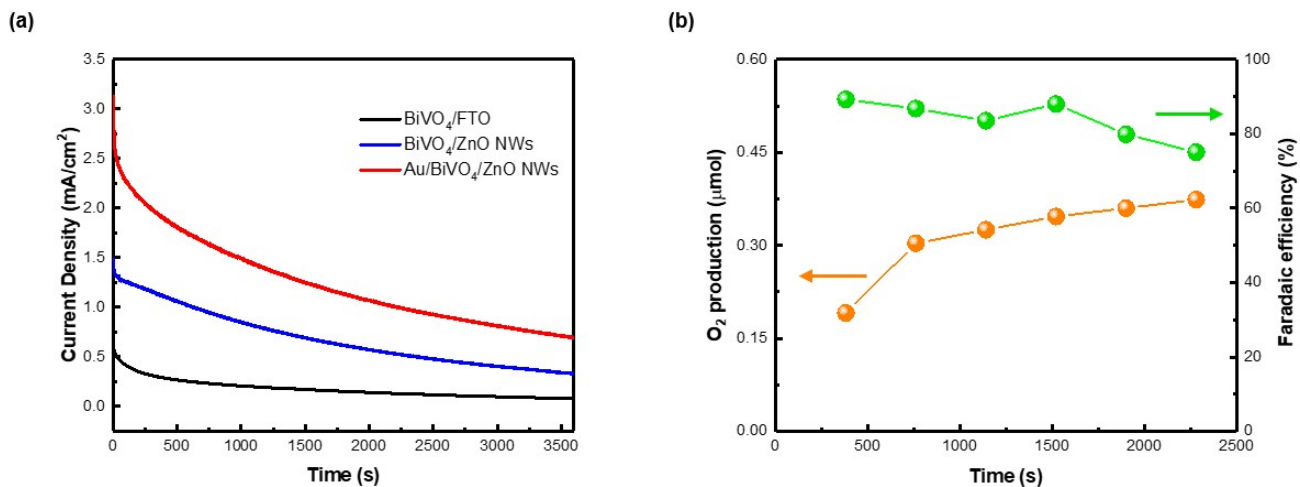 (a)
3.5
3.0
2.5
2.0
1.5
1.0
0.5
0.0
Current Density (mA/cm²)
BiVO₄/FTO
BiVO₄/ZnO NWs
Au/BiVO₄/ZnO NWs
0 500 1000 1500 2000 2500 3000 3500
Time (s)
(b)
0.60
0.45
0.30
0.15
0.00
O₂ production (μmol)
100
80
60
40
20
0
Faradaic efficiency (%)
0 500 1000 1500 2000 2500
Time (s)